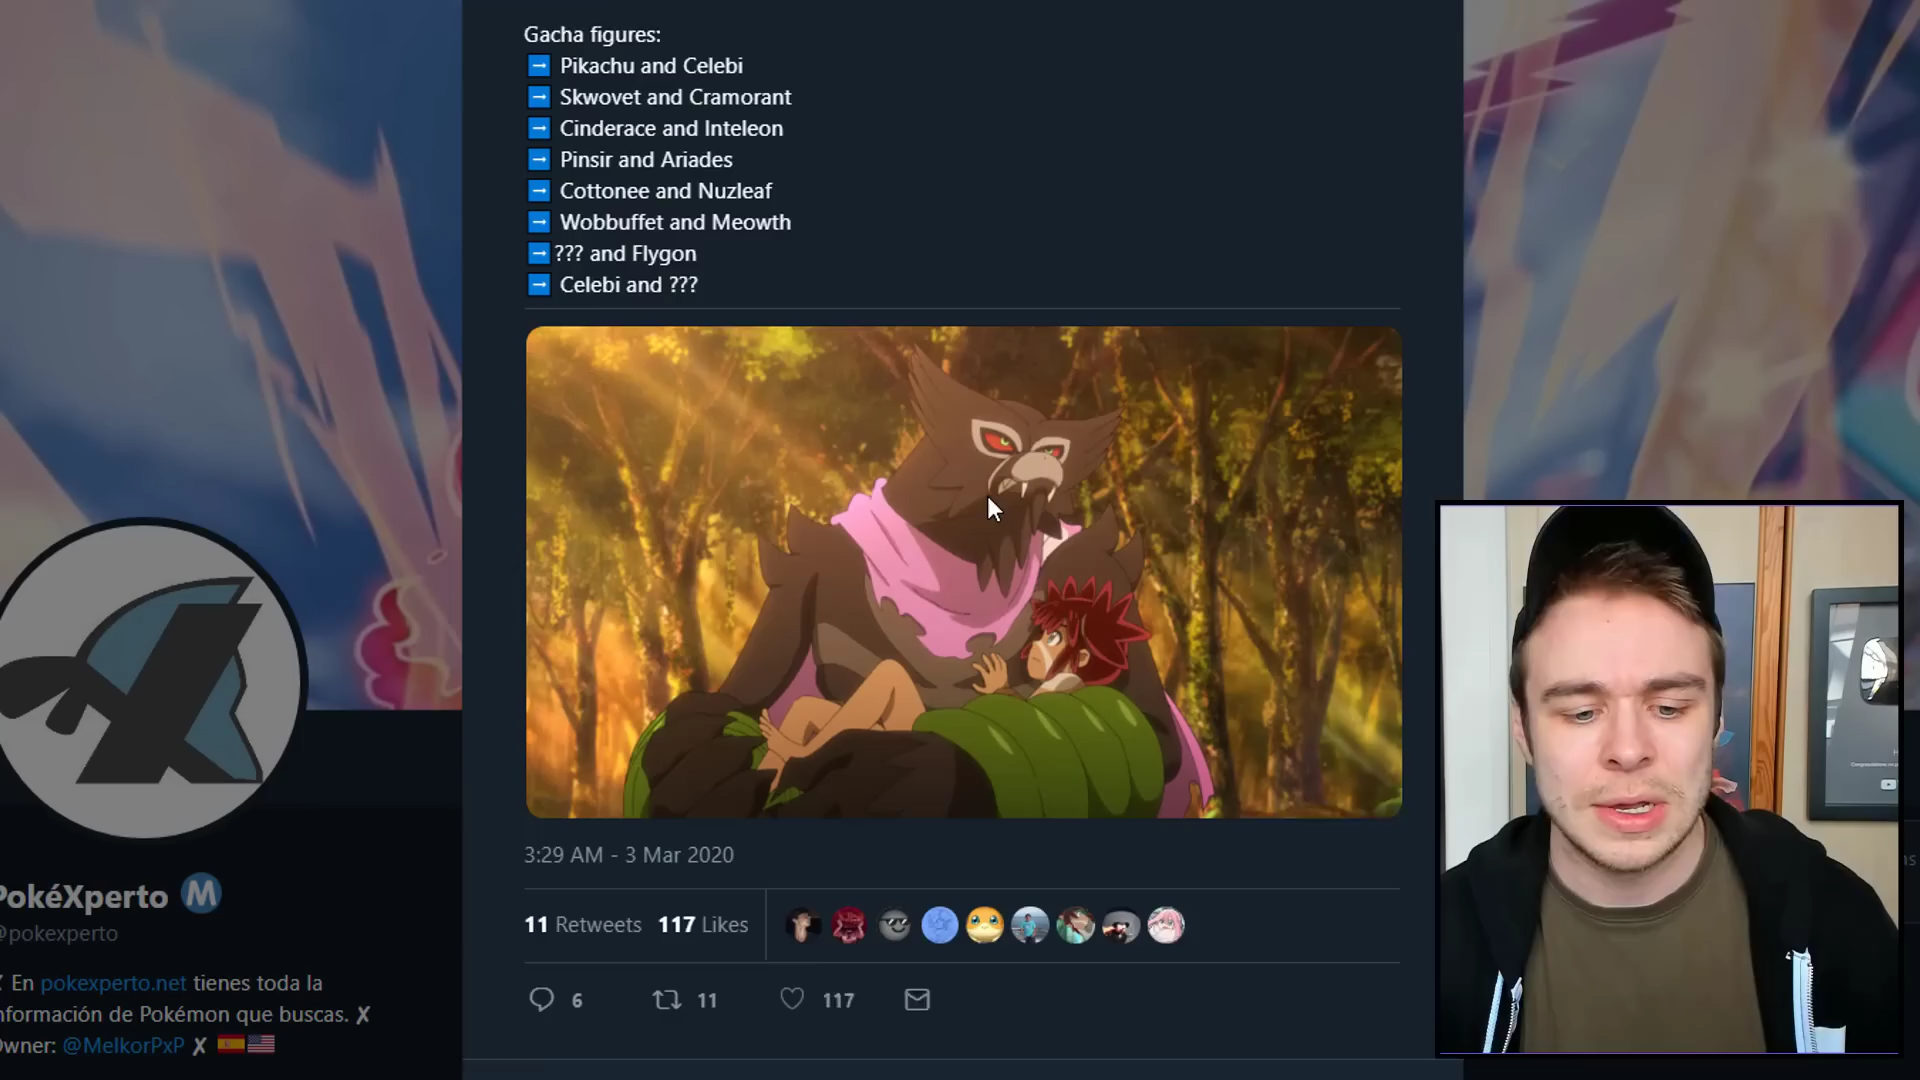 Gacha figures:
➡ Pikachu and Celebi
➡ Skwovet and Cramorant
➡ Cinderace and Inteleon
➡ Pinsir and Ariades
➡ Cottonee and Nuzleaf
➡ Wobbuffet and Meowth
➡ ??? and Flygon
➡ Celebi and ???
3:29 AM - 3 Mar 2020
11 Retweets 117 Likes
6 11 117
PokéXperto M
@pokexperto
En pokexperto.net tienes toda la
nformación de Pokémon que buscas. X
Owner: @MelkorPxP X